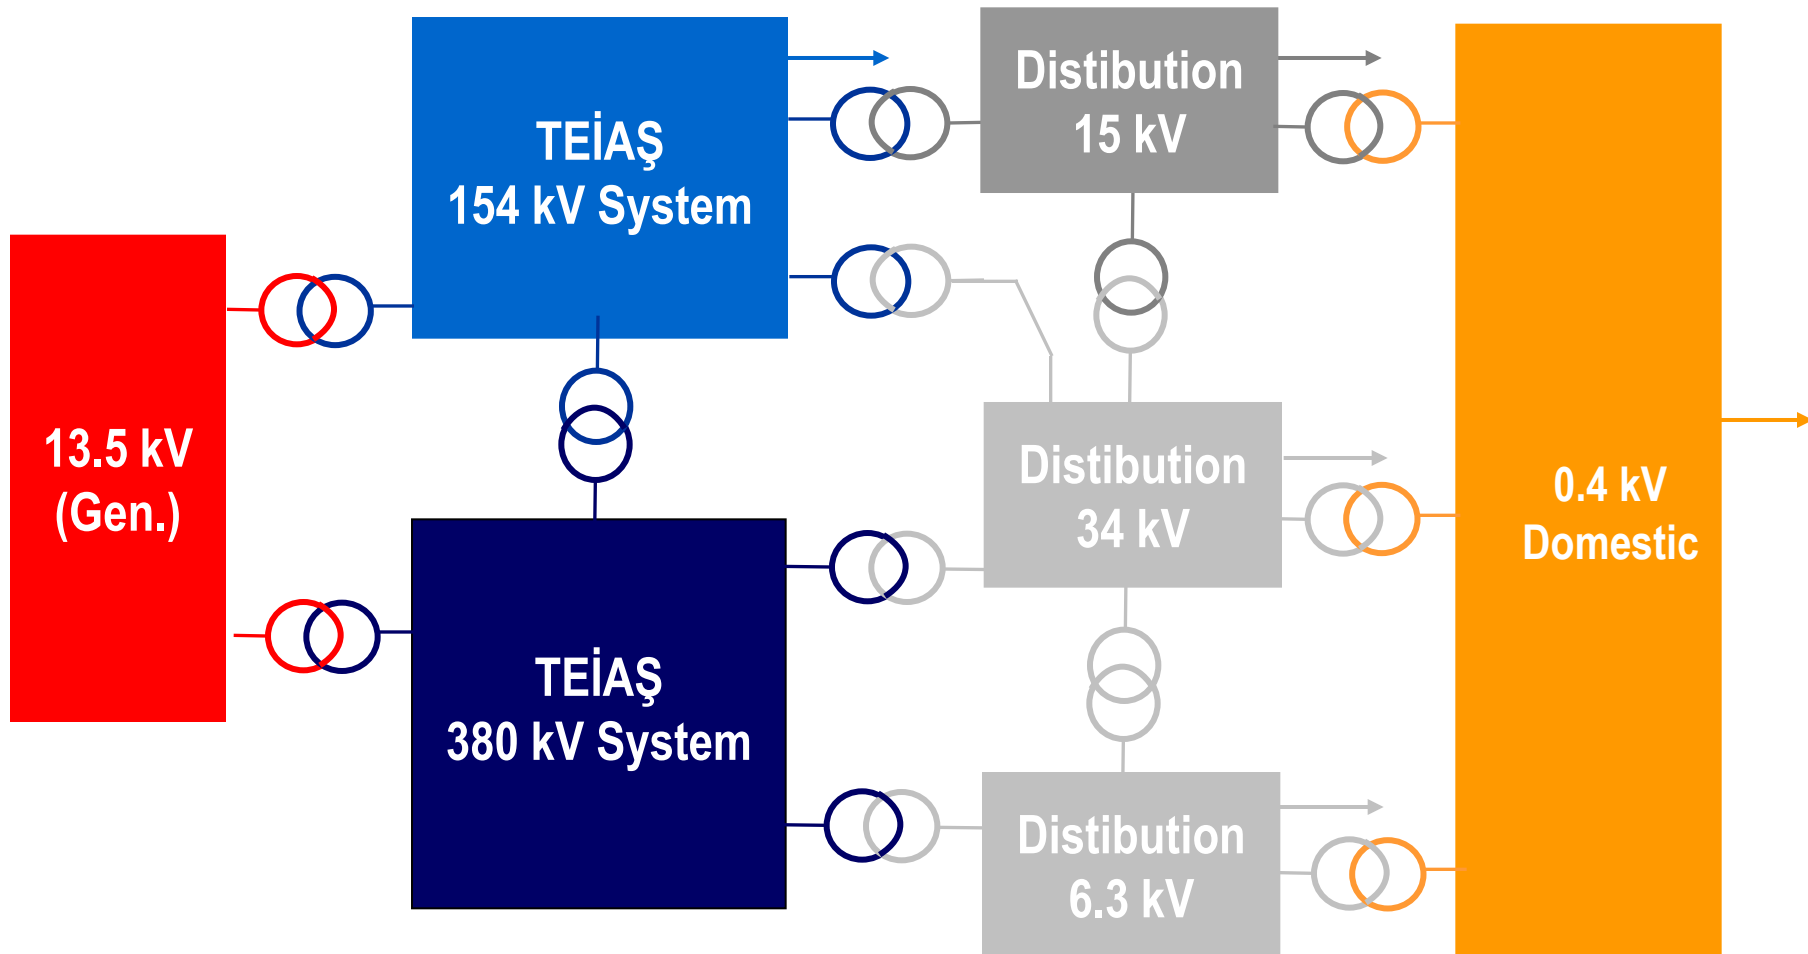 13.5 kV
(Gen.)
TEİAŞ
154 kV System
TEİAŞ
380 kV System
Distibution
15 kV
Distibution
34 kV
Distibution
6.3 kV
0.4 kV
Domestic